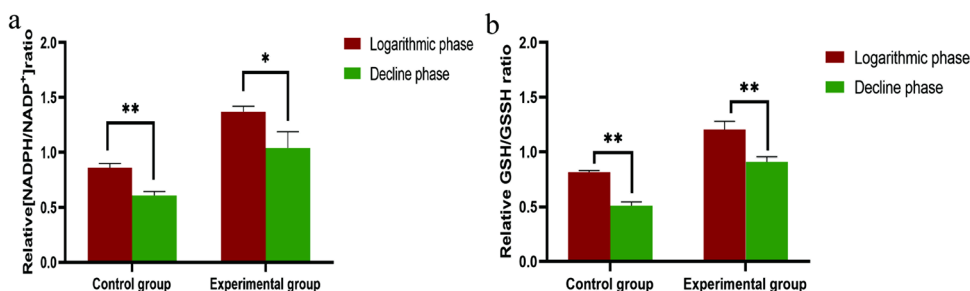 a
Relative[NADPH/NADP+]ratio
2.0
1.5
1.0
0.5
0.0
**
*
Control group
Experimental group
Logarithmic phase
Decline phase
b
Relative GSH/GSSH ratio
2.0
1.5
1.0
0.5
0.0
**
**
Control group
Experimental group
Logarithmic phase
Decline phase